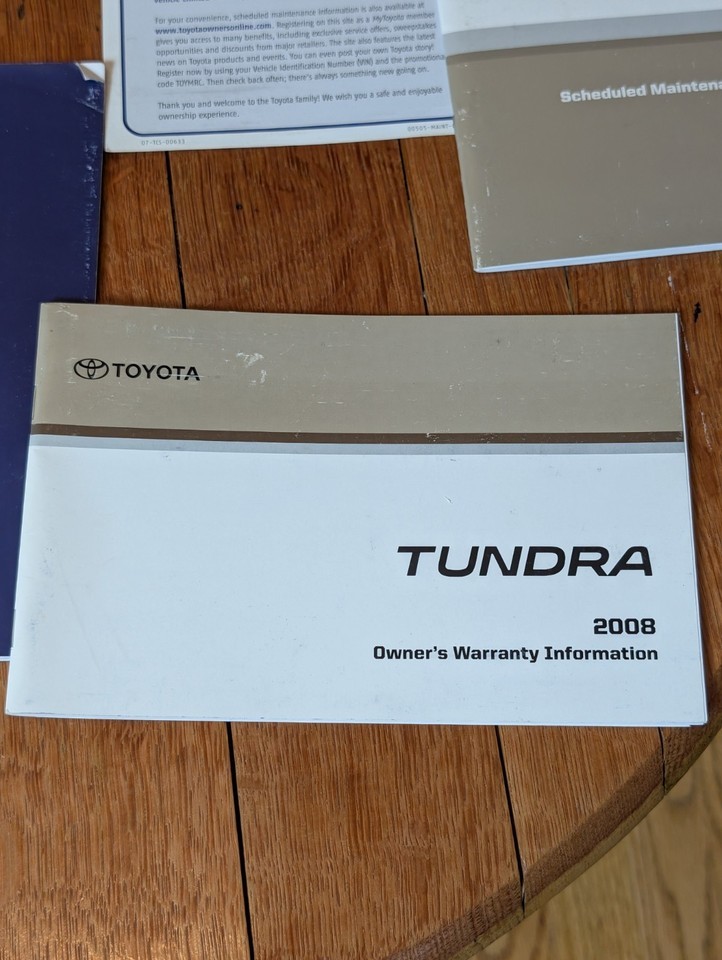 For your convenience, scheduled maintenance information is also available at
www.toyotaownersonline.com. Registering on this site as a MyToyota member
gives you access to many benefits, including exclusive service offers, sweepstakes
opportunities and discounts from major retailers. The site also features the latest
news on Toyota products and events. You can even post your own Toyota story!
Register now by using your Vehicle Identification Number (VIN) and the promotional
code TOYMRC. Then check back often; there's always something new going on.
Thank you and welcome to the Toyota family! We wish you a safe and enjoyable
ownership experience.
Scheduled Maintena
TOYOTA
TUNDRA
2008
Owner's Warranty Information